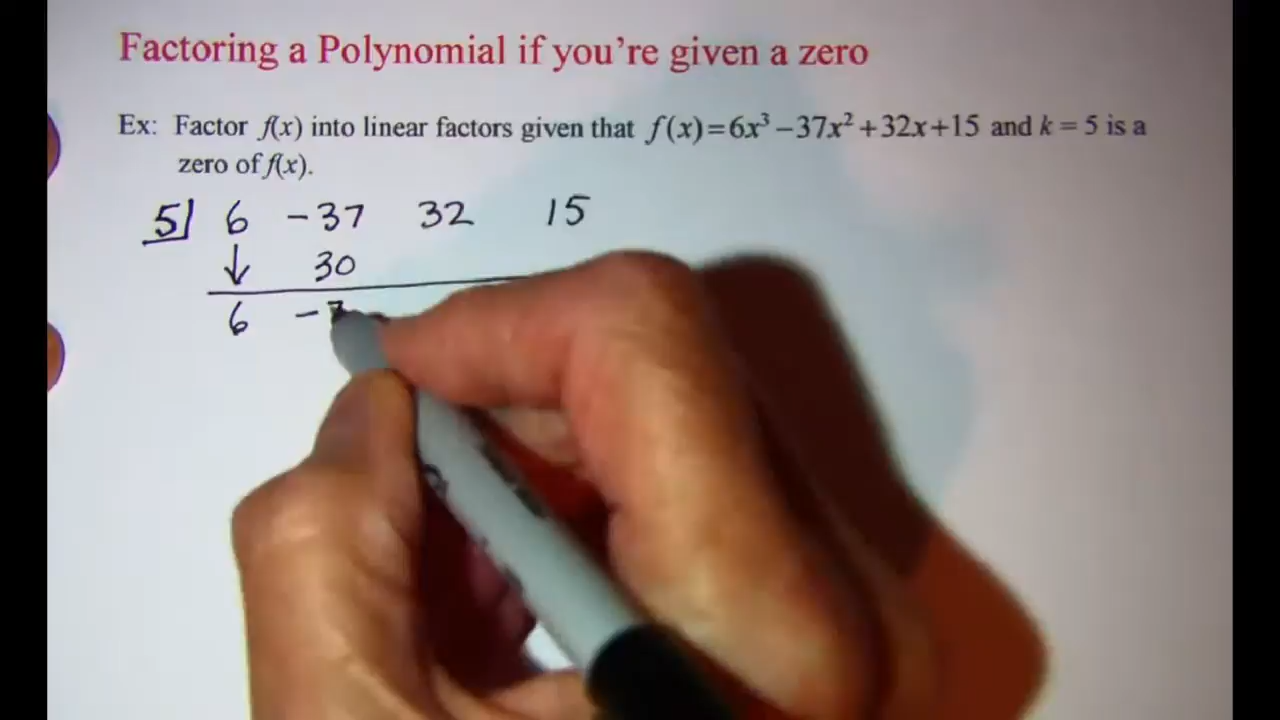 Factoring a Polynomial if you're given a zero
Ex: Factor f(x) into linear factors given that f(x)=6x³−37x²+32x+15 and k = 5 is a
zero of f(x).
5 6 -37 32 15
↓ 30
6 -7